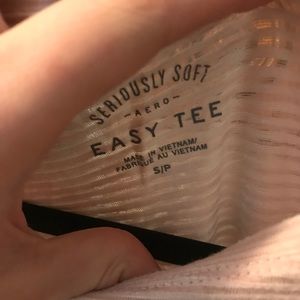 SERIOUSLY SOFT
-AERO-
EASY TEE
MADE IN VIETNAM/
FABRIQUÉ AU VIETNAM
S/P